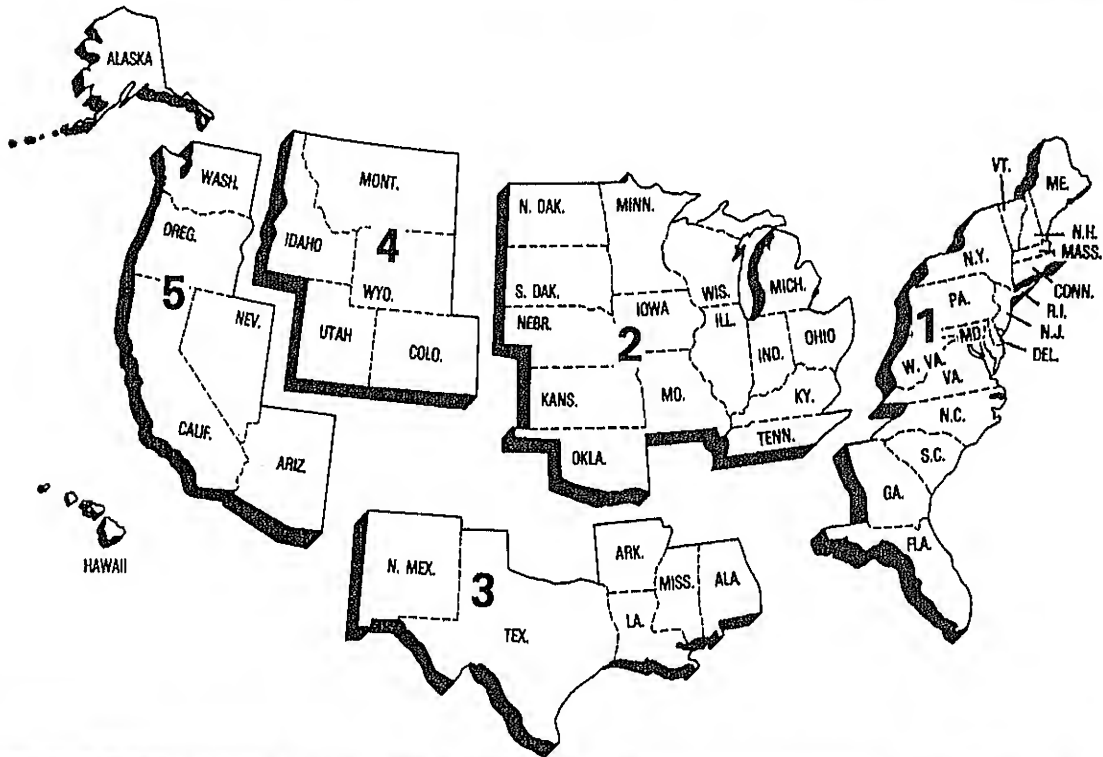 ALASKA
WASH.
OREG.
5
NEV.
CALIF.
ARIZ.
HAWAII
MONT.
IDAHO
4
WYO.
UTAH
COLO.
N. DAK.
MINN.
S. DAK.
WIS.
MICH.
NEBR.
IOWA
2
ILL.
IND.
OHIO
KANS.
MO.
KY.
TENN.
OKLA.
N. MEX.
3
TEX.
ARK.
MISS.
ALA
LA.
VT.
ME.
N.H.
MASS.
N.Y.
CONN.
R.I.
N.J.
PA.
1
MD.
DEL.
W. VA.
VA.
N.C.
S.C.
GA.
FLA.